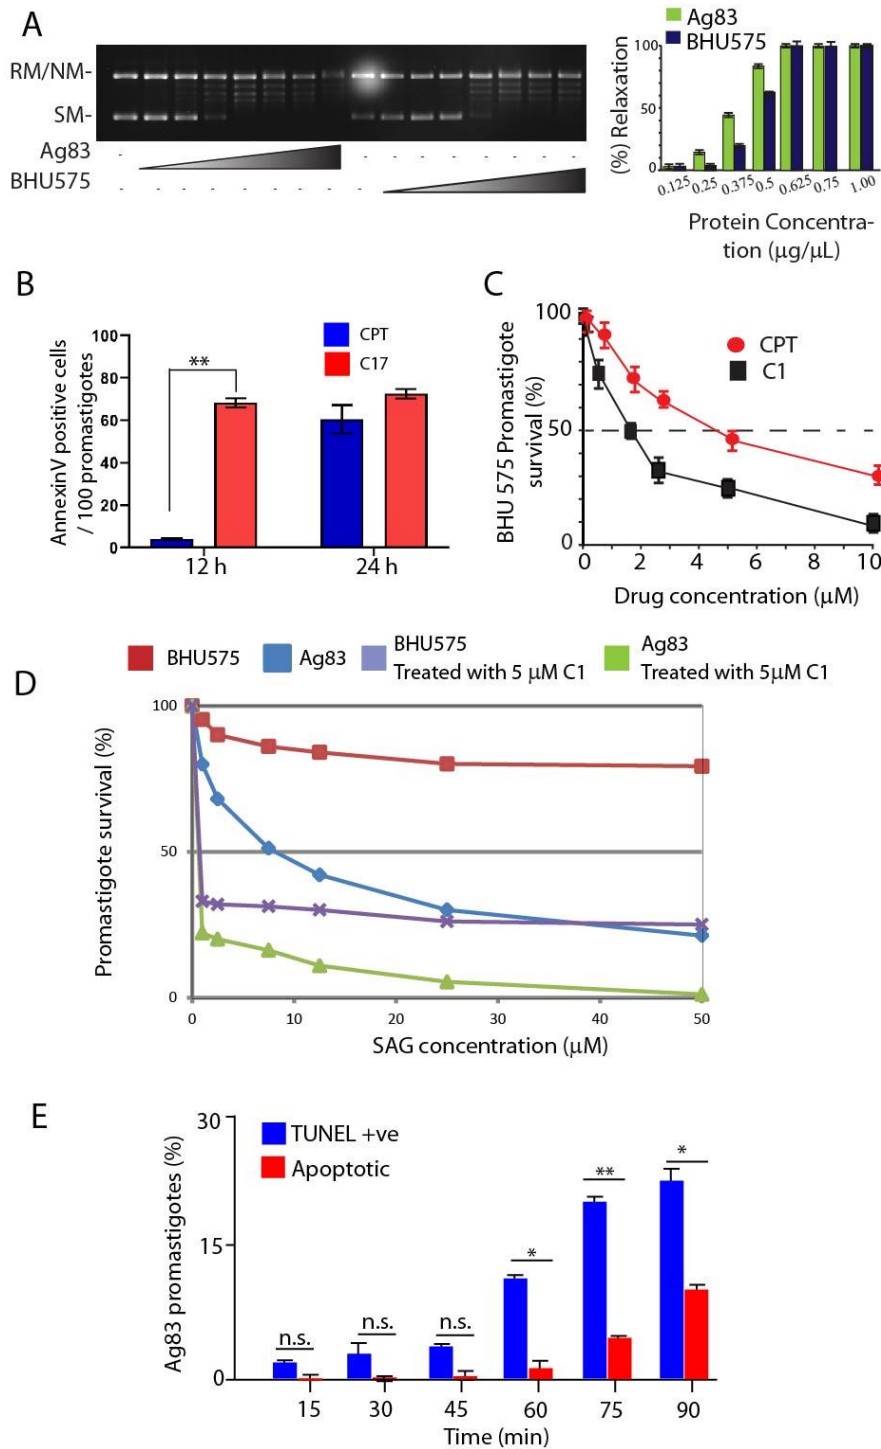 A
RM/NM-
SM-
Ag83
- - - - - - - - -
BHU575
- - - - - - - - -
Ag83
BHU575
(%) Relaxation
100
50
0
0.125 0.25 0.375 0.5 0.625 0.75 1.00
Protein Concentra-
tion (µg/µL)
B
AnnexinV positive cells
/ 100 promastigotes
100
80
60
40
20
0
**
CPT
C17
12 h 24 h
C
BHU 575 Promastigote
survival (%)
100
50
0
CPT
C1
0 2 4 6 8 10
Drug concentration (µM)
D
BHU575
Ag83
BHU575
Treated with 5 µM C1
Ag83
Treated with 5µM C1
Promastigote survival (%)
100
50
0
0 10 20 30 40 50
SAG concentration (µM)
E
Ag83 promastigotes (%)
30
15
0
TUNEL +ve
Apoptotic
n.s. n.s. n.s. * ** *
15 30 45 60 75 90
Time (min)